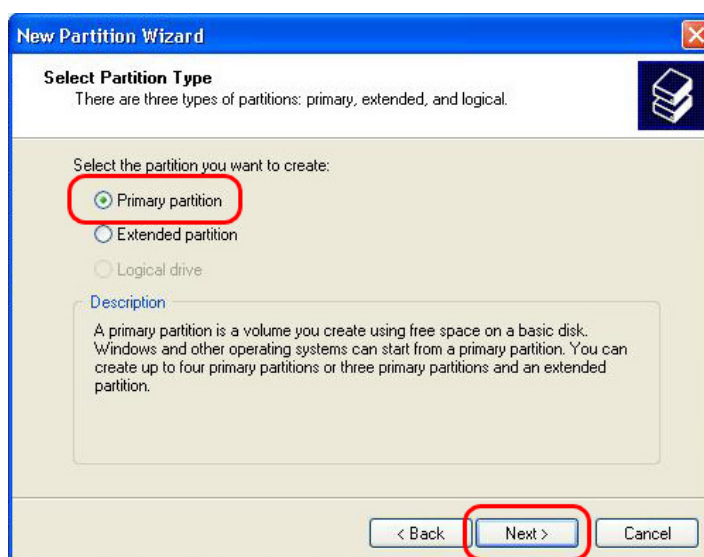 New Partition Wizard
Select Partition Type
There are three types of partitions: primary, extended, and logical.
Select the partition you want to create:
Primary partition
Extended partition
Logical drive
Description
A primary partition is a volume you create using free space on a basic disk.
Windows and other operating systems can start from a primary partition. You can
create up to four primary partitions or three primary partitions and an extended
partition.
< Back
Next >
Cancel